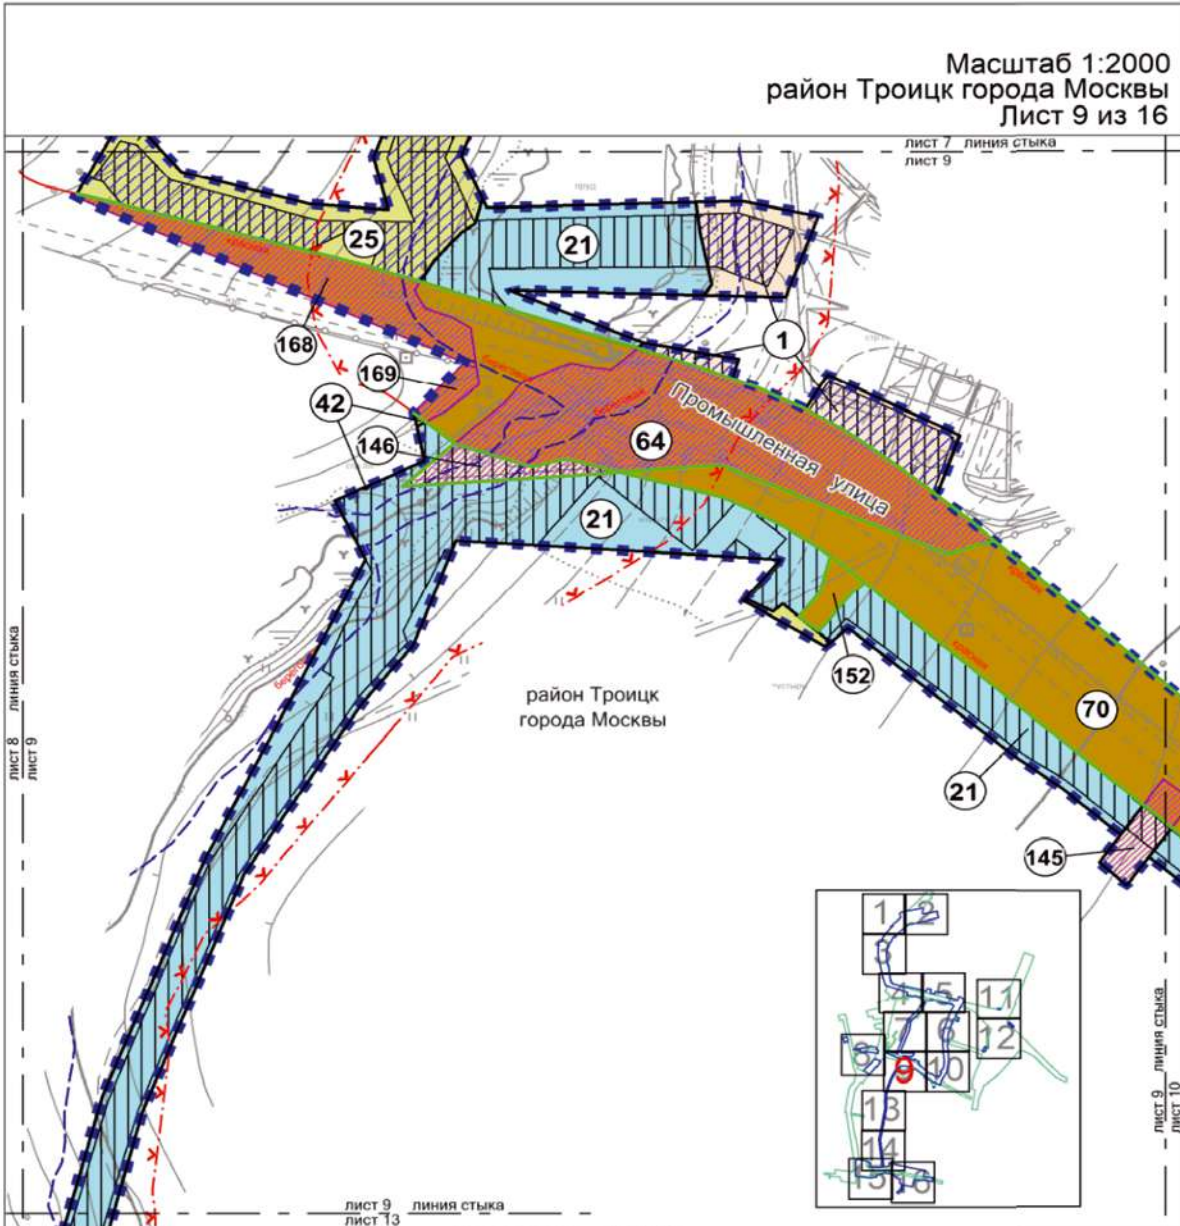 Масштаб 1:2000
район Троицк города Москвы
Лист 9 из 16
лист 7 линия стыка
лист 9
25
21
1
168
169
42
146
64
Промышленная улица
21
152
70
21
145
район Троицк
города Москвы
красная
береговая
красная
лист 8 линия стыка
лист 9
лист 9 линия стыка
лист 10
лист 9 линия стыка
лист 13
1
2
3
4
5
11
7
6
12
8
9
10
13
14
15
16